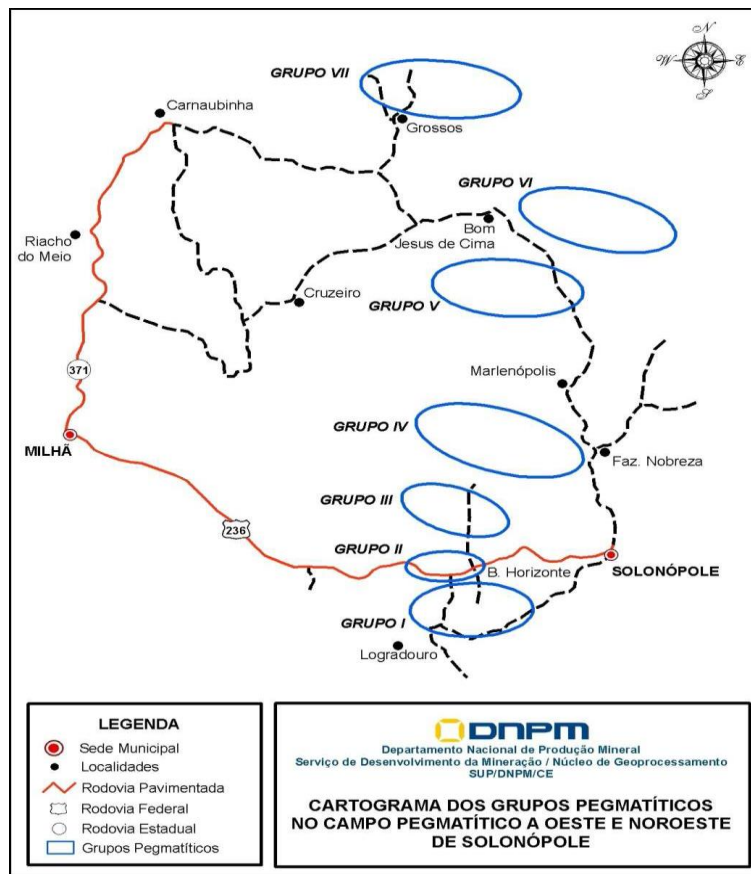 N
W
E
S
GRUPO VII
Carnaubinha
Grossos
GRUPO VI
Riacho
do Meio
Bom
Jesus de Cima
Cruzeiro
GRUPO V
371
Marlenópolis
MILHÃ
GRUPO IV
Faz. Nobreza
GRUPO III
236
GRUPO II
B. Horizonte
SOLONÓPOLE
GRUPO I
Logradouro
LEGENDA
Sede Municipal
Localidades
Rodovia Pavimentada
Rodovia Federal
Rodovia Estadual
Grupos Pegmatíticos
DNPM
Departamento Nacional de Produção Mineral
Serviço de Desenvolvimento da Mineração / Núcleo de Geoprocessamento
SUP/DNPM/CE
CARTOGRAMA DOS GRUPOS PEGMATÍTICOS
NO CAMPO PEGMATÍTICO A OESTE E NOROESTE
DE SOLONÓPOLE